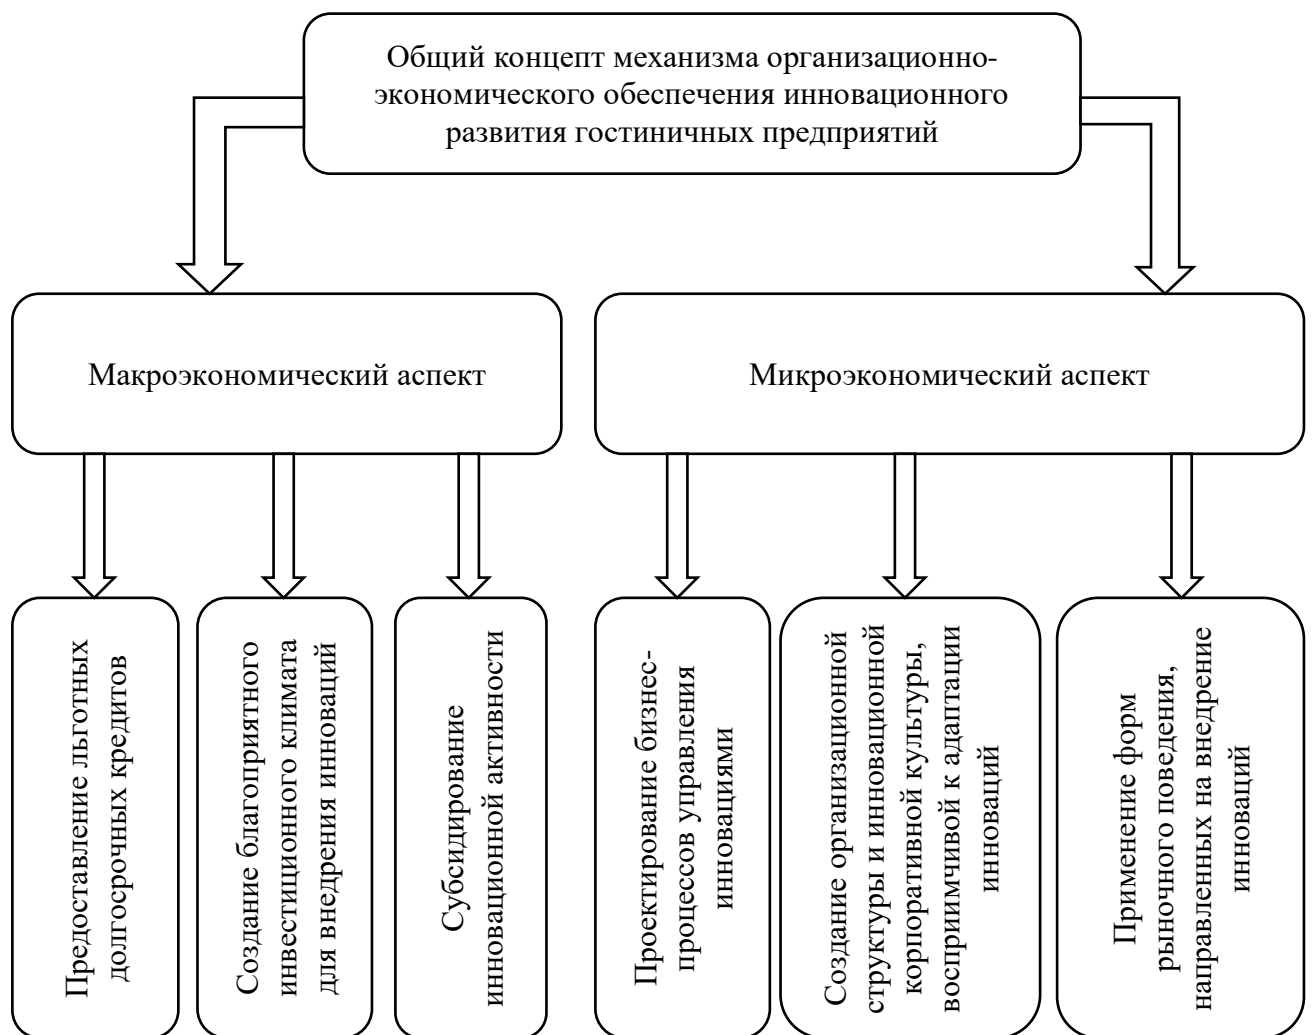 Общий концепт механизма организационно-
экономического обеспечения инновационного
развития гостиничных предприятий
Макроэкономический аспект
Микроэкономический аспект
Предоставление льготных
долгосрочных кредитов
Создание благоприятного
инвестиционного климата
для внедрения инноваций
Субсидирование
инновационной активности
Проектирование бизнес-
процессов управления
инновациями
Создание организационной
структуры и инновационной
корпоративной культуры,
восприимчивой к адаптации
инноваций
Применение форм
рыночного поведения,
направленных на внедрение
инноваций